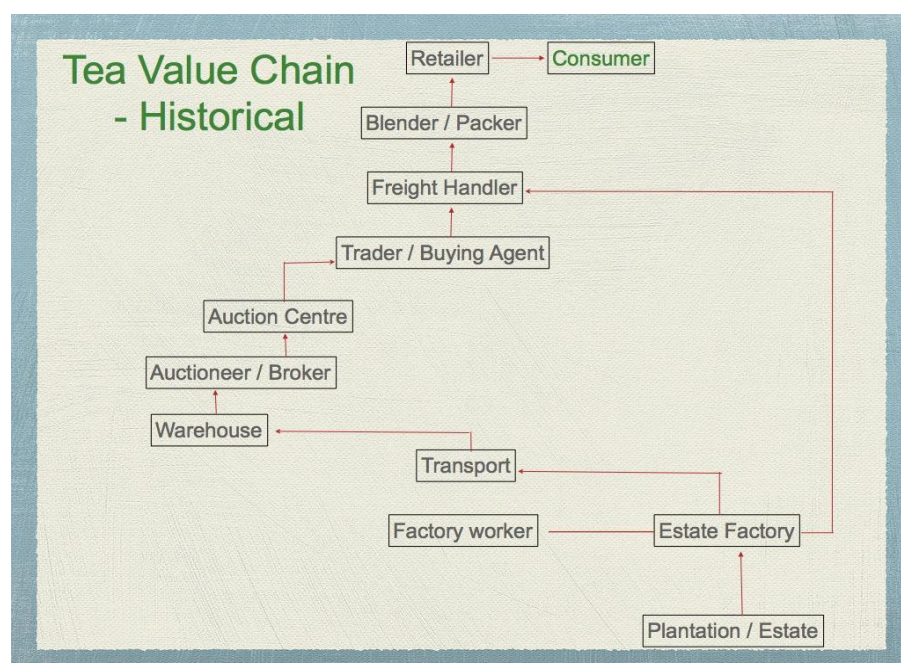 Tea Value Chain
- Historical
Retailer
Consumer
Blender / Packer
Freight Handler
Trader / Buying Agent
Auction Centre
Auctioneer / Broker
Warehouse
Transport
Factory worker
Estate Factory
Plantation / Estate